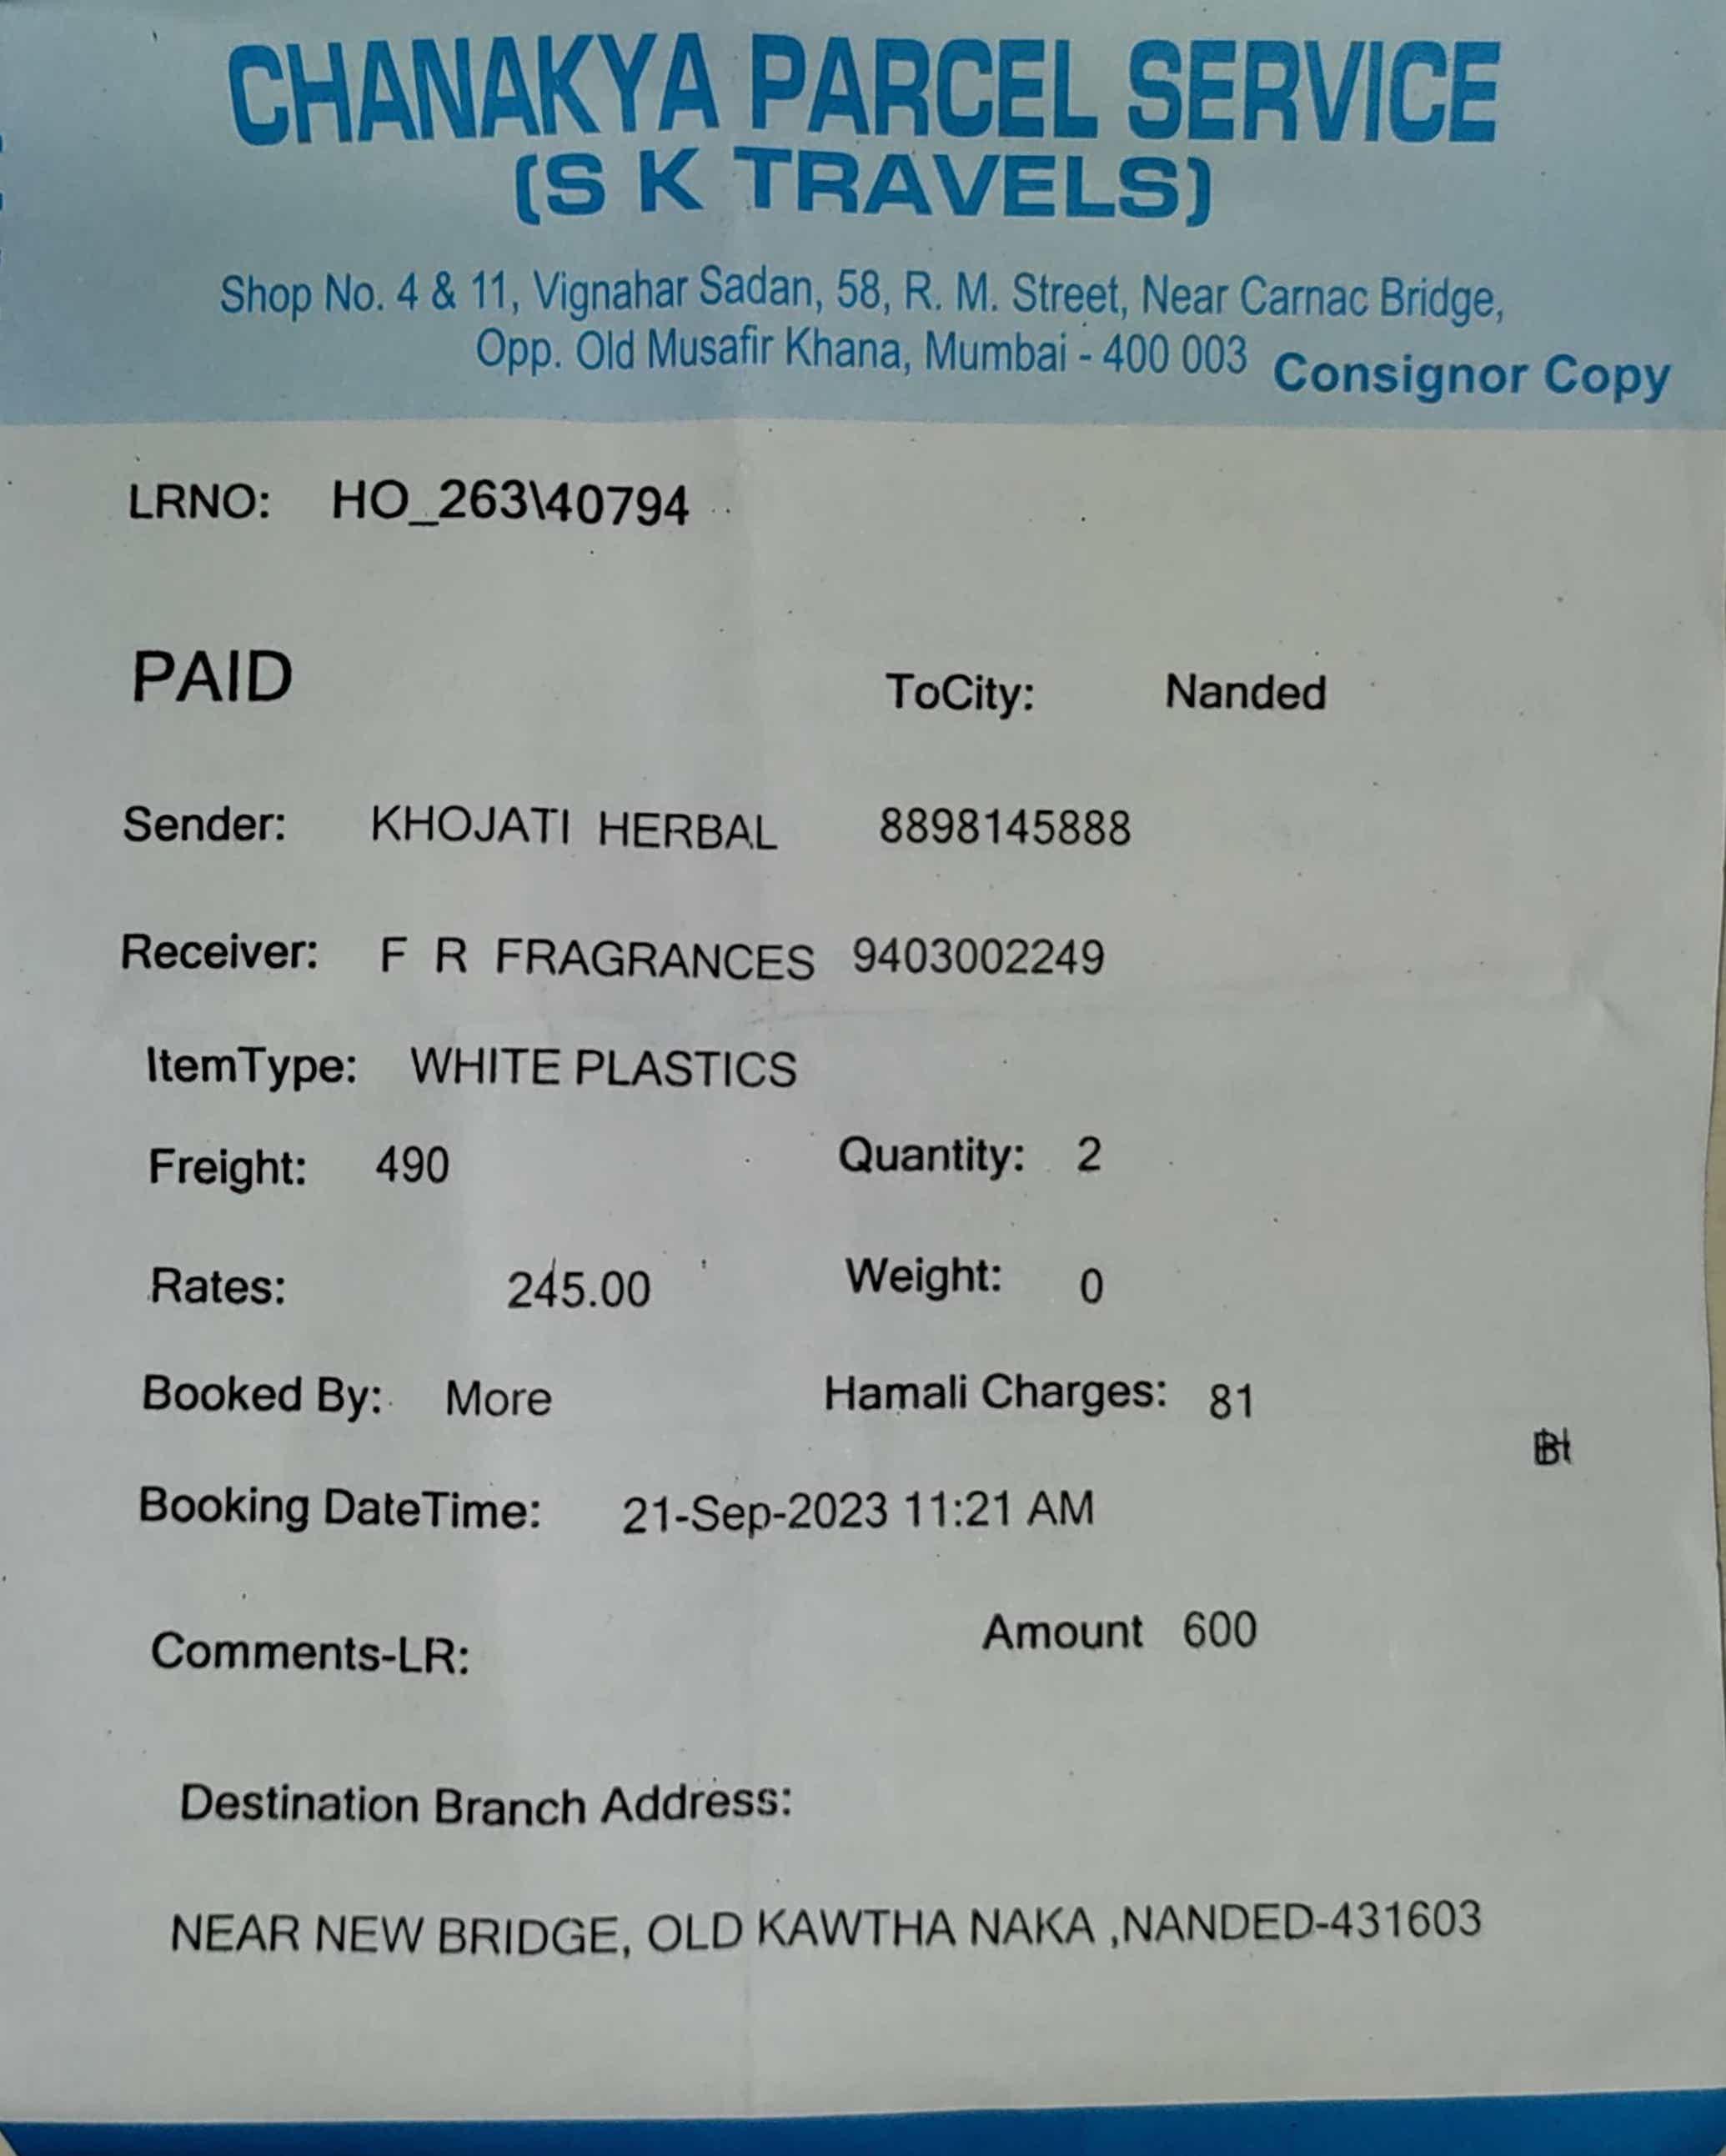 CHANAKYA PARCEL SERVICE
(S K TRAVELS)
Shop No. 4 & 11, Vignahar Sadan, 58, R. M. Street, Near Carnac Bridge,
Opp. Old Musafir Khana, Mumbai - 400 003 Consignor Copy
LRNO: HO_263\40794
PAID ToCity: Nanded
Sender: KHOJATI HERBAL 8898145888
Receiver: F R FRAGRANCES 9403002249
ItemType: WHITE PLASTICS
Freight: 490 Quantity: 2
Rates: 245.00 Weight: 0
Booked By: More Hamali Charges: 81
Booking DateTime: 21-Sep-2023 11:21 AM
Comments-LR: Amount 600
Destination Branch Address:
NEAR NEW BRIDGE, OLD KAWTHA NAKA ,NANDED-431603